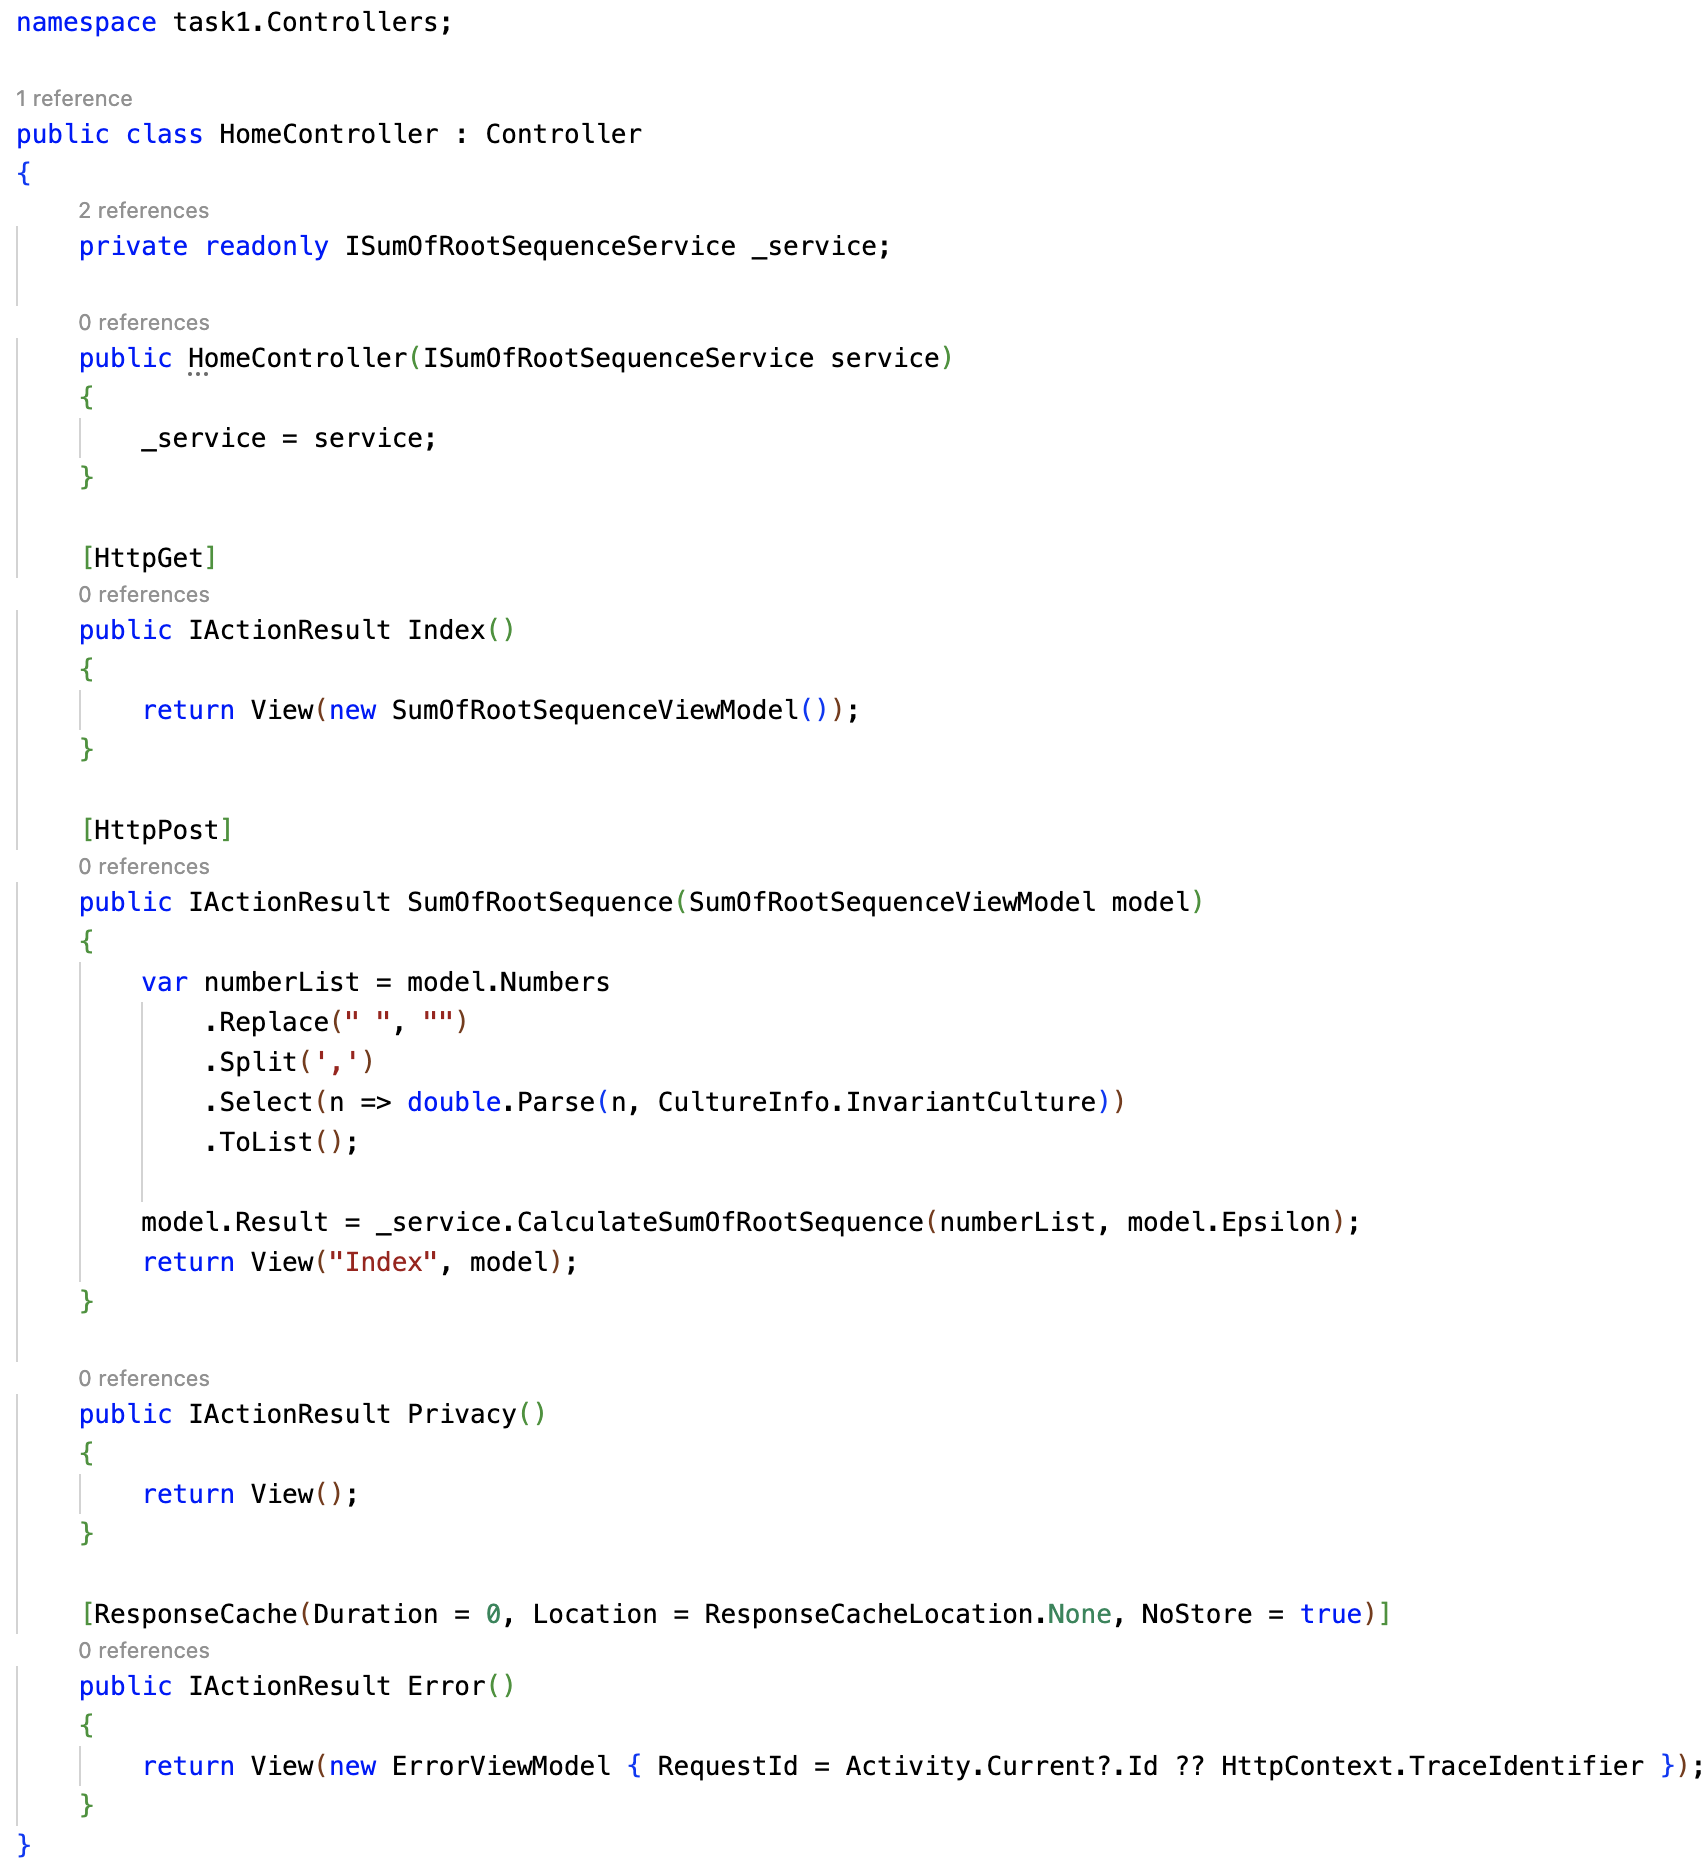 namespace task1.Controllers;
1 reference
public class HomeController : Controller
{
2 references
private readonly ISumOfRootSequenceService _service;
0 references
public HomeController(ISumOfRootSequenceService service)
{
_service = service;
}
[HttpGet]
0 references
public IActionResult Index()
{
return View(new SumOfRootSequenceViewModel());
}
[HttpPost]
0 references
public IActionResult SumOfRootSequence(SumOfRootSequenceViewModel model)
{
var numberList = model.Numbers
.Replace(" ", "")
.Split(',')
.Select(n => double.Parse(n, CultureInfo.InvariantCulture))
.ToList();
model.Result = _service.CalculateSumOfRootSequence(numberList, model.Epsilon);
return View("Index", model);
}
0 references
public IActionResult Privacy()
{
return View();
}
[ResponseCache(Duration = 0, Location = ResponseCacheLocation.None, NoStore = true)]
0 references
public IActionResult Error()
{
return View(new ErrorViewModel { RequestId = Activity.Current?.Id ?? HttpContext.TraceIdentifier });
}
}